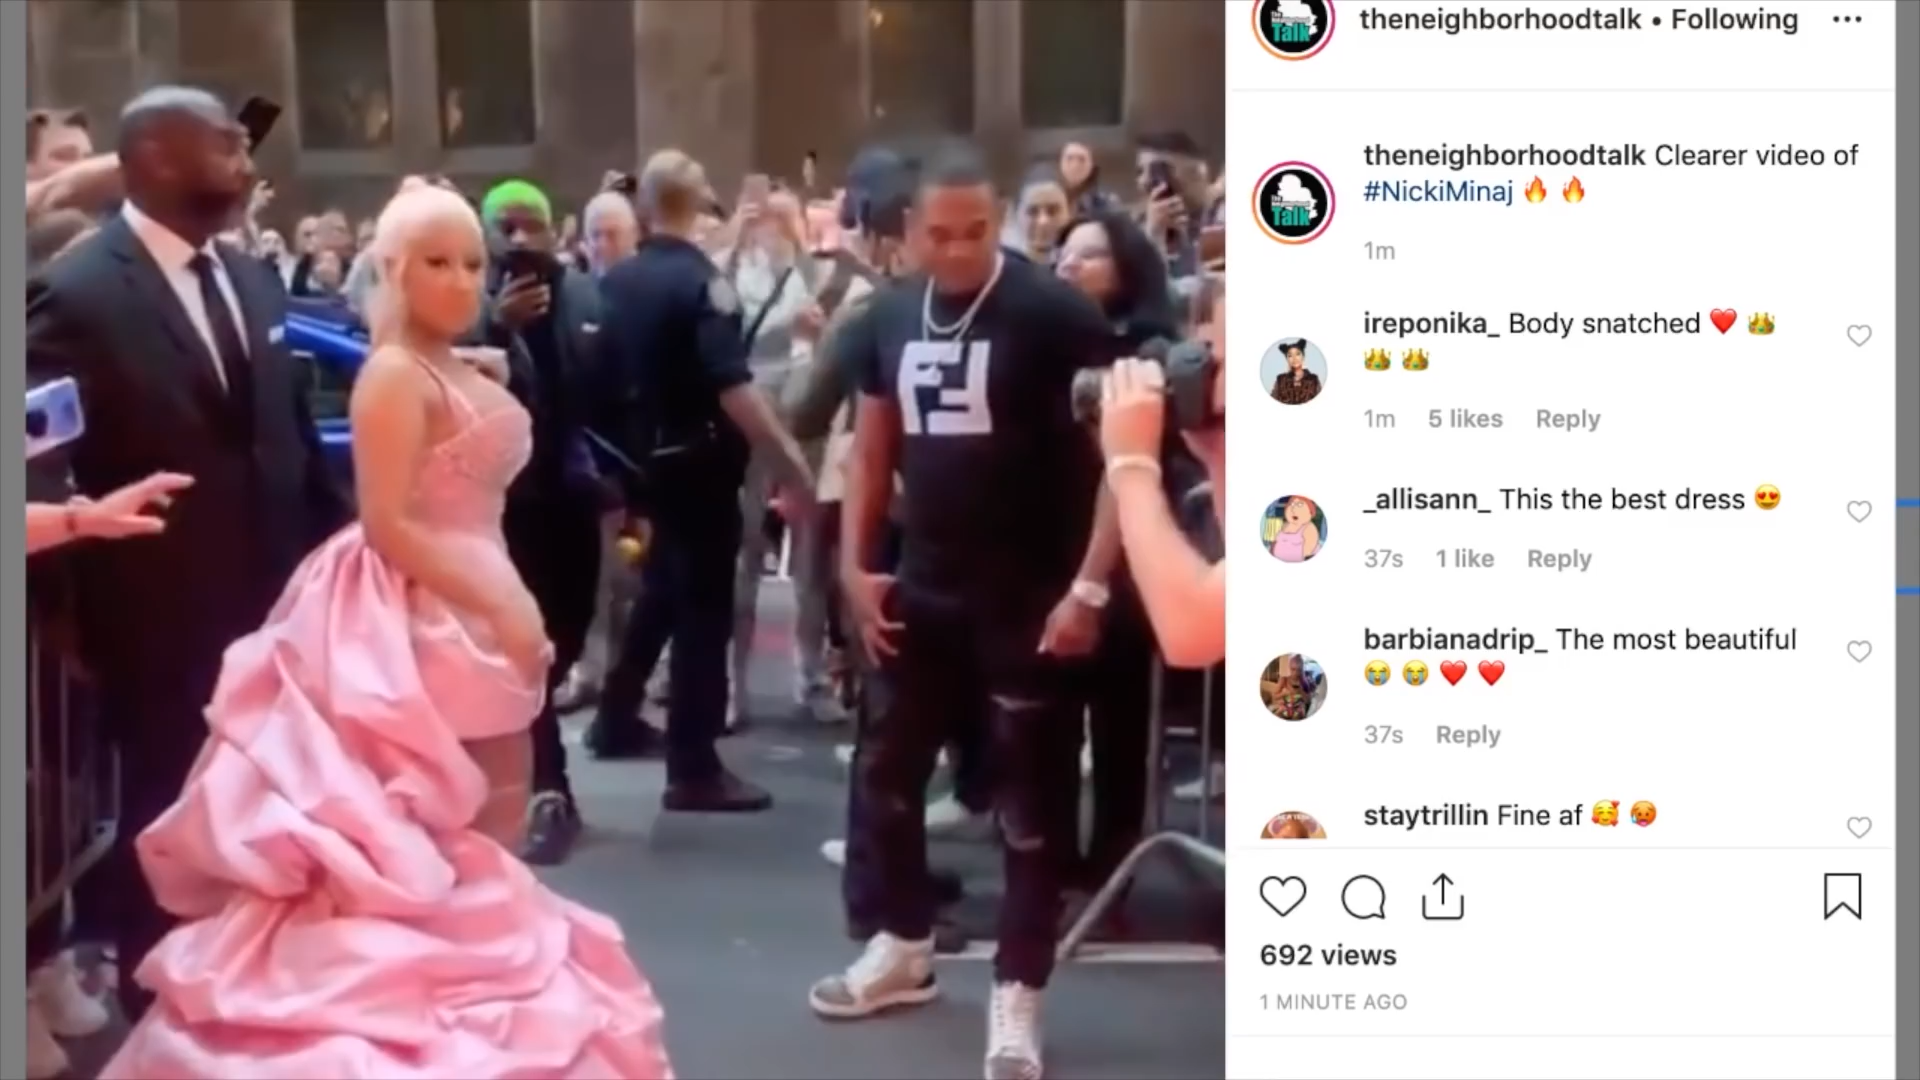 theneighborhoodtalk • Following
Talk
theneighborhoodtalk Clearer video of
#NickiMinaj 🔥 🔥
Talk
1m
ireponika_ Body snatched ❤️ 👑
👑 👑
1m 5 likes Reply
_allisann_ This the best dress 😍
37s 1 like Reply
barbianadrip_ The most beautiful
😭 😭 ❤️ ❤️
37s Reply
staytrillin Fine af 🥰 🥵
692 views
1 MINUTE AGO